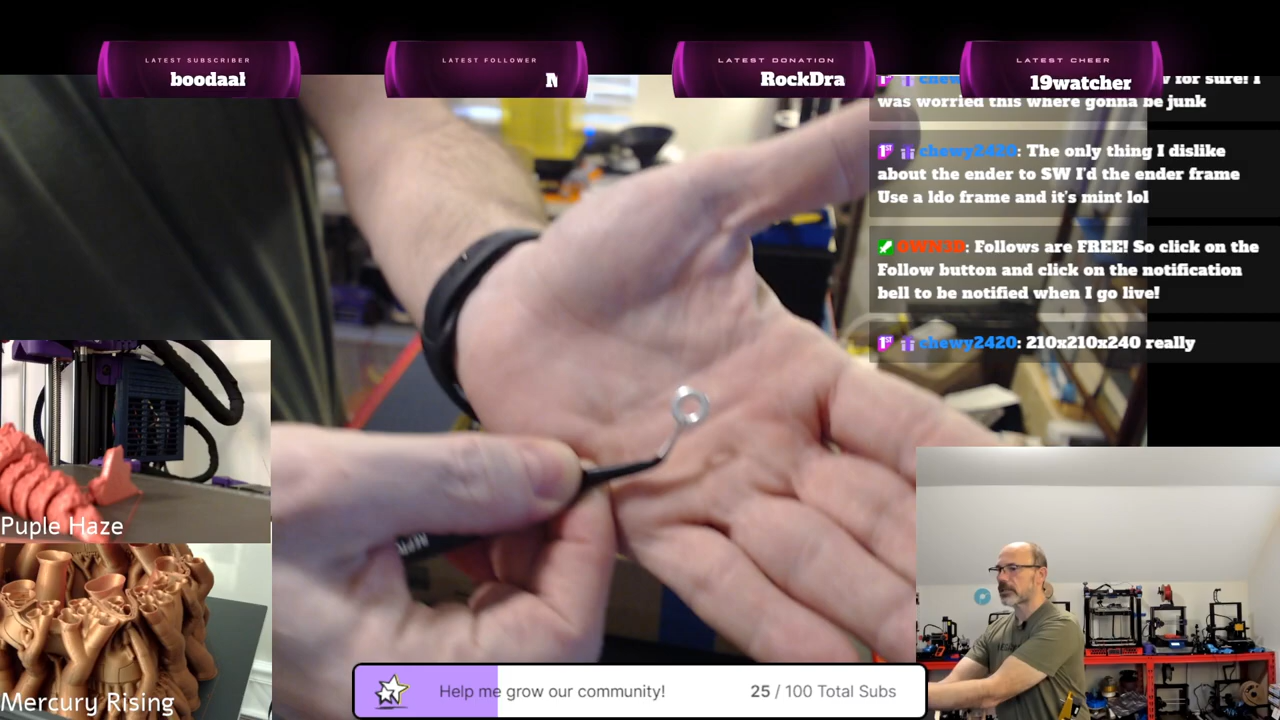 LATEST SUBSCRIBER
boodaal
LATEST FOLLOWER
LATEST DONATION
RockDra
LATEST CHEER
19watcher
for sure! I
was worried this where gonna be junk
chewy2420: The only thing I dislike
about the ender to SW I'd the ender frame
Use a ldo frame and it's mint lol
OWN3D: Follows are FREE! So click on the
Follow button and click on the notification
bell to be notified when I go live!
chewy2420: 210x210x240 really
Puple Haze
Mercury Rising
Help me grow our community!
25 / 100 Total Subs